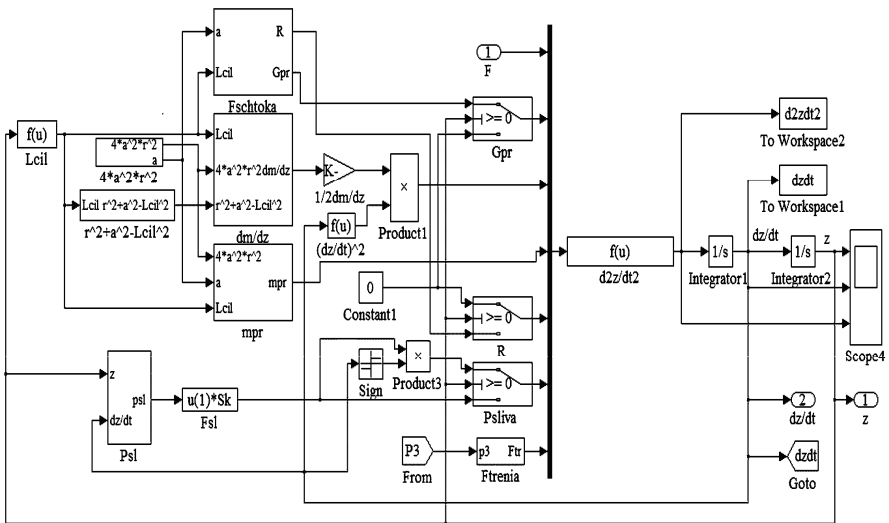 a
R
Lcil
Gpr
Fschtoka
f(u)
Lcil
4*a^2*r^2
a
4*a^2*r^2
Lcil r^2+a^2-Lcil^2
r^2+a^2-Lcil^2
Lcil
4*a^2*r^2dm/dz
r^2+a^2-Lcil^2
dm/dz
K-
1/2dm/dz
×
Product1
f(u)
(dz/dt)^2
4*a^2*r^2
a
mpr
Lcil
mpr
0
Constant1
1
F
>= 0
Gpr
>= 0
R
>= 0
Psliva
z
psl
dz/dt
Psl
u(1)*Sk
Fsl
Sign
×
Product3
P3
From
p3
Ftr
Ftrenia
f(u)
d2z/dt2
1/s
Integrator1
dz/dt
1/s
Integrator2
z
d2zdt2
To Workspace2
dzdt
To Workspace1
Scope4
2
dz/dt
1
z
dzdt
Goto